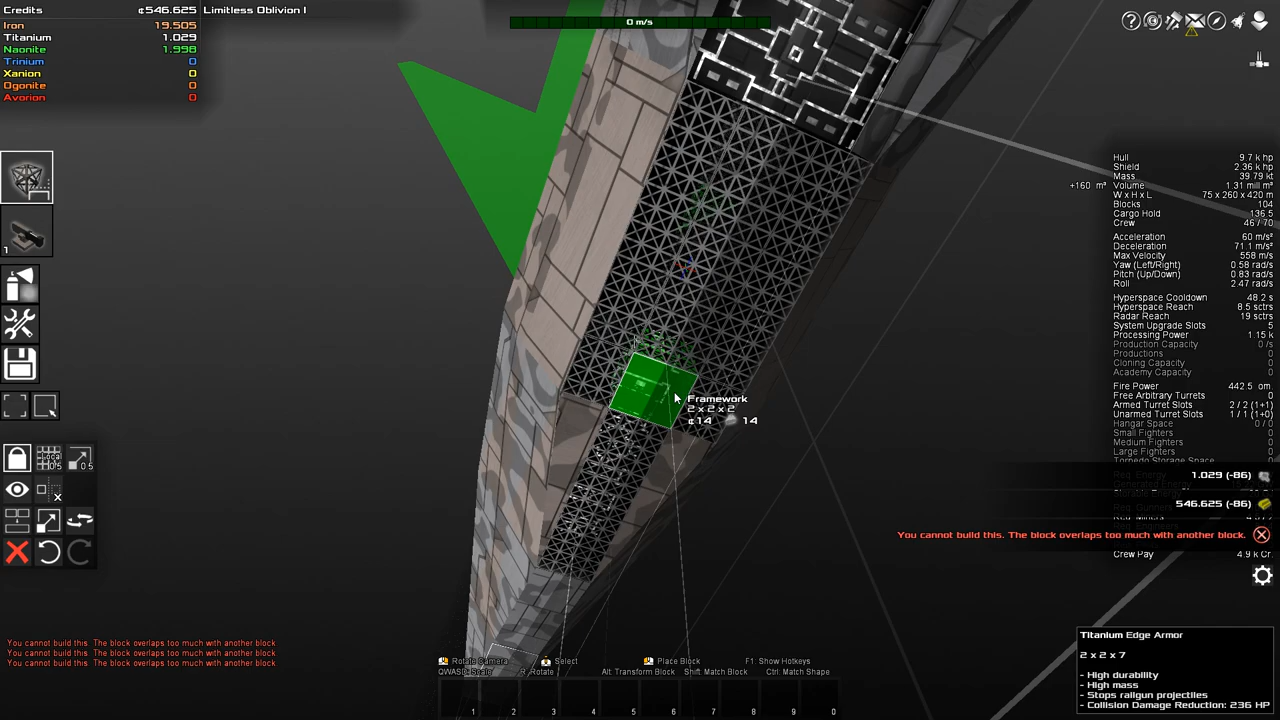 Credits ¢546.625 Limitless Oblivion I
Iron 19.505
Titanium 1.029
Naonite 1.998
Trinium 0
Xanion 0
Ogonite 0
Avorion 0
0 m/s
1
Local
0.5
0.5
Hull 9.7 k hp
Shield 2.36 k hp
Mass 39.79 kt
+160 m³ Volume 1.31 mill m³
W x H x L 75 x 260 x 420 m
Blocks 104
Cargo Hold 136.5
Crew 46 / 70
Acceleration 60 m/s²
Deceleration 71.1 m/s²
Max Velocity 558 m/s
Yaw (Left/Right) 0.58 rad/s
Pitch (Up/Down) 0.83 rad/s
Roll 2.47 rad/s
Hyperspace Cooldown 48.2 s
Hyperspace Reach 8.5 sctrs
Radar Reach 19 sctrs
System Upgrade Slots 5
Processing Power 1.15 k
Production Capacity 0 /s
Productions 0
Cloning Capacity 0
Academy Capacity 0
Fire Power 442.5 om.
Free Arbitrary Turrets 0
Armed Turret Slots 2 / 2 (1+1)
Unarmed Turret Slots 1 / 1 (1+0)
Hangar Space 0 / 0
Small Fighters 0
Medium Fighters 0
Large Fighters 0
Torpedo Storage Space
1.029 (-86)
546.625 (-86)
You cannot build this. The block overlaps too much with another block.
Crew Pay 4.9 k Cr.
Framework
2 x 2 x 2
¢14 14
You cannot build this. The block overlaps too much with another block
You cannot build this. The block overlaps too much with another block
You cannot build this. The block overlaps too much with another block
Rotate Camera Select Place Block F1: Show Hotkeys
QWASD: Scale R: Rotate Alt: Transform Block Shift: Match Block Ctrl: Match Shape
1 2 3 4 5 6 7 8 9 0
Titanium Edge Armor
2 x 2 x 7
- High durability
- High mass
- Stops railgun projectiles
- Collision Damage Reduction: 236 HP